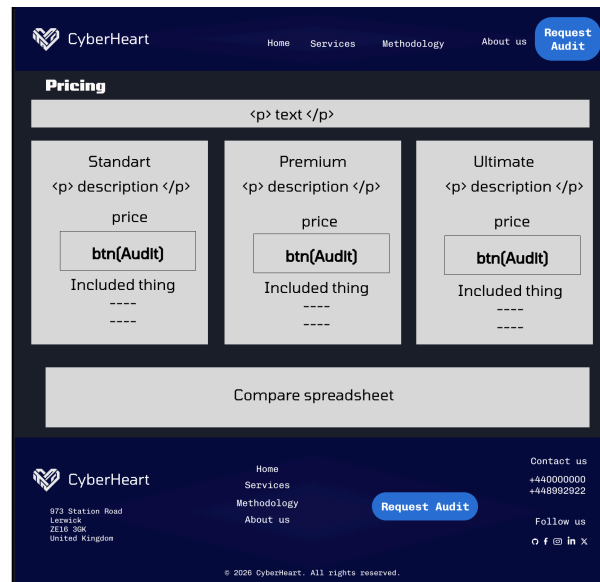 CyberHeart
Home Services Methodology About us Request Audit
Pricing
<p> text </p>
Standart
<p> description </p>
price
btn(Audit)
Included thing
----
----
Premium
<p> description </p>
price
btn(Audit)
Included thing
----
----
Ultimate
<p> description </p>
price
btn(Audit)
Included thing
----
----
Compare spreadsheet
CyberHeart
973 Station Road
Lerwick
ZE16 3GK
United Kingdom
Home
Services
Methodology
About us
Request Audit
Contact us
+440000000
+448992922
Follow us
© 2026 CyberHeart. All rights reserved.